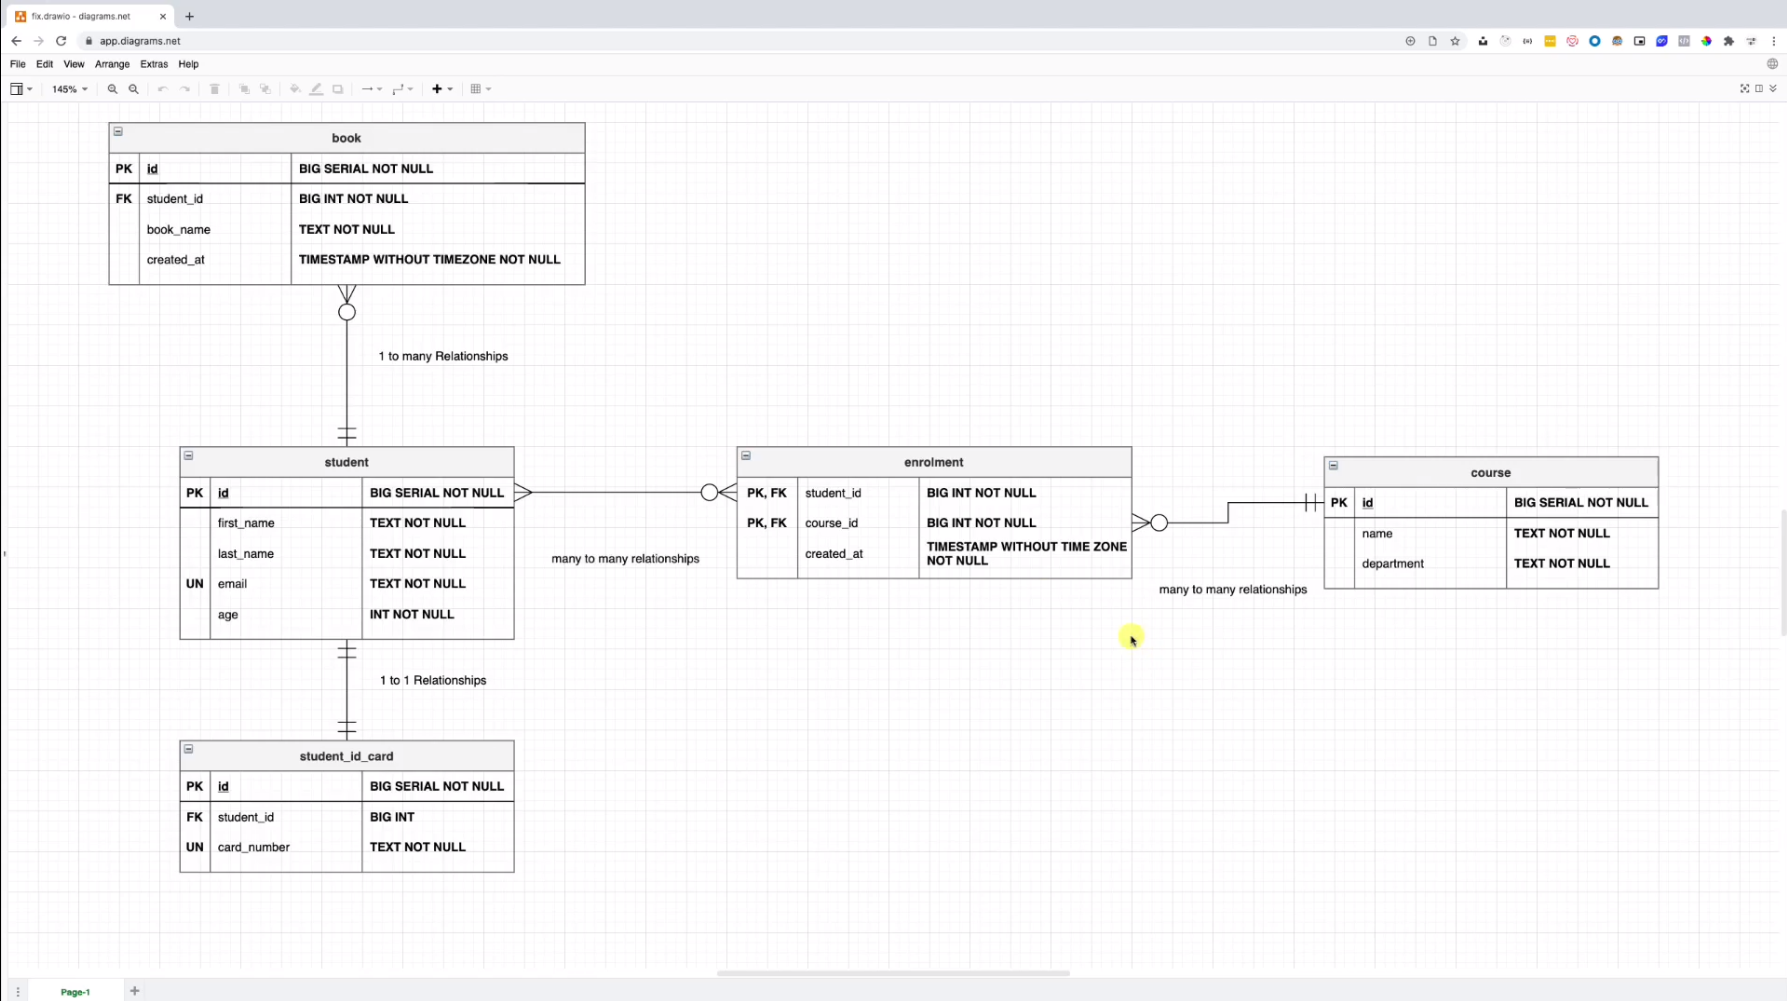 fix.drawio - diagrams.net
app.diagrams.net
File Edit View Arrange Extras Help
145%
book
PK id BIG SERIAL NOT NULL
FK student_id BIG INT NOT NULL
book_name TEXT NOT NULL
created_at TIMESTAMP WITHOUT TIMEZONE NOT NULL
1 to many Relationships
student
PK id BIG SERIAL NOT NULL
first_name TEXT NOT NULL
last_name TEXT NOT NULL
UN email TEXT NOT NULL
age INT NOT NULL
many to many relationships
enrolment
PK, FK student_id BIG INT NOT NULL
PK, FK course_id BIG INT NOT NULL
created_at TIMESTAMP WITHOUT TIME ZONE
NOT NULL
many to many relationships
course
PK id BIG SERIAL NOT NULL
name TEXT NOT NULL
department TEXT NOT NULL
1 to 1 Relationships
student_id_card
PK id BIG SERIAL NOT NULL
FK student_id BIG INT
UN card_number TEXT NOT NULL
Page-1